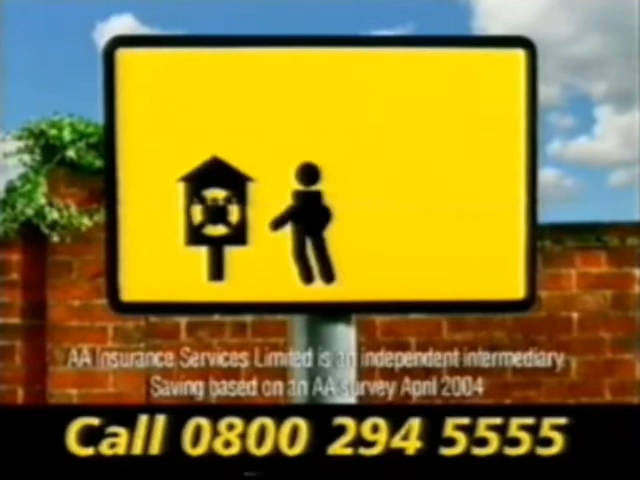 AA Insurance Services Limited is an independent intermediary
Saving based on an AA survey April 2004
Call 0800 294 5555